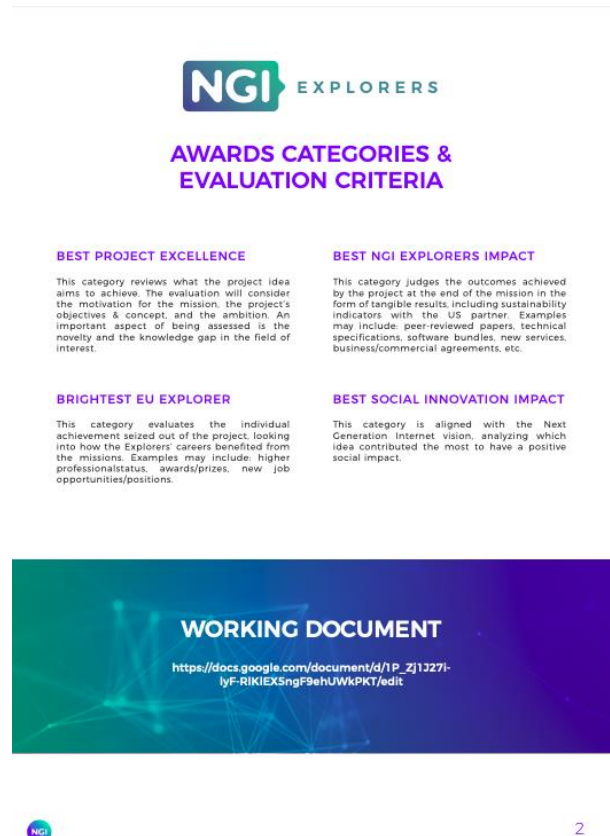 NGI EXPLORERS
AWARDS CATEGORIES &
EVALUATION CRITERIA
BEST PROJECT EXCELLENCE
This category reviews what the project idea
aims to achieve. The evaluation will consider
the motivation for the mission, the project's
objectives & concept, and the ambition. An
important aspect of being assessed is the
novelty and the knowledge gap in the field of
interest.
BEST NGI EXPLORERS IMPACT
This category judges the outcomes achieved
by the project at the end of the mission in the
form of tangible results, including sustainability
indicators with the US partner. Examples
may include: peer-reviewed papers, technical
specifications, software bundles, new services,
business/commercial agreements, etc.
BRIGHTEST EU EXPLORER
This category evaluates the individual
achievement seized out of the project, looking
into how the Explorers' careers benefited from
the missions. Examples may include: higher
professionalstatus, awards/prizes, new job
opportunities/positions.
BEST SOCIAL INNOVATION IMPACT
This category is aligned with the Next
Generation Internet vision, analyzing which
idea contributed the most to have a positive
social impact.
WORKING DOCUMENT
https://docs.google.com/document/d/1P_Zj1J27i-
lyF-RIKlEX5ngF9ehUWkPKT/edit
NGI
2